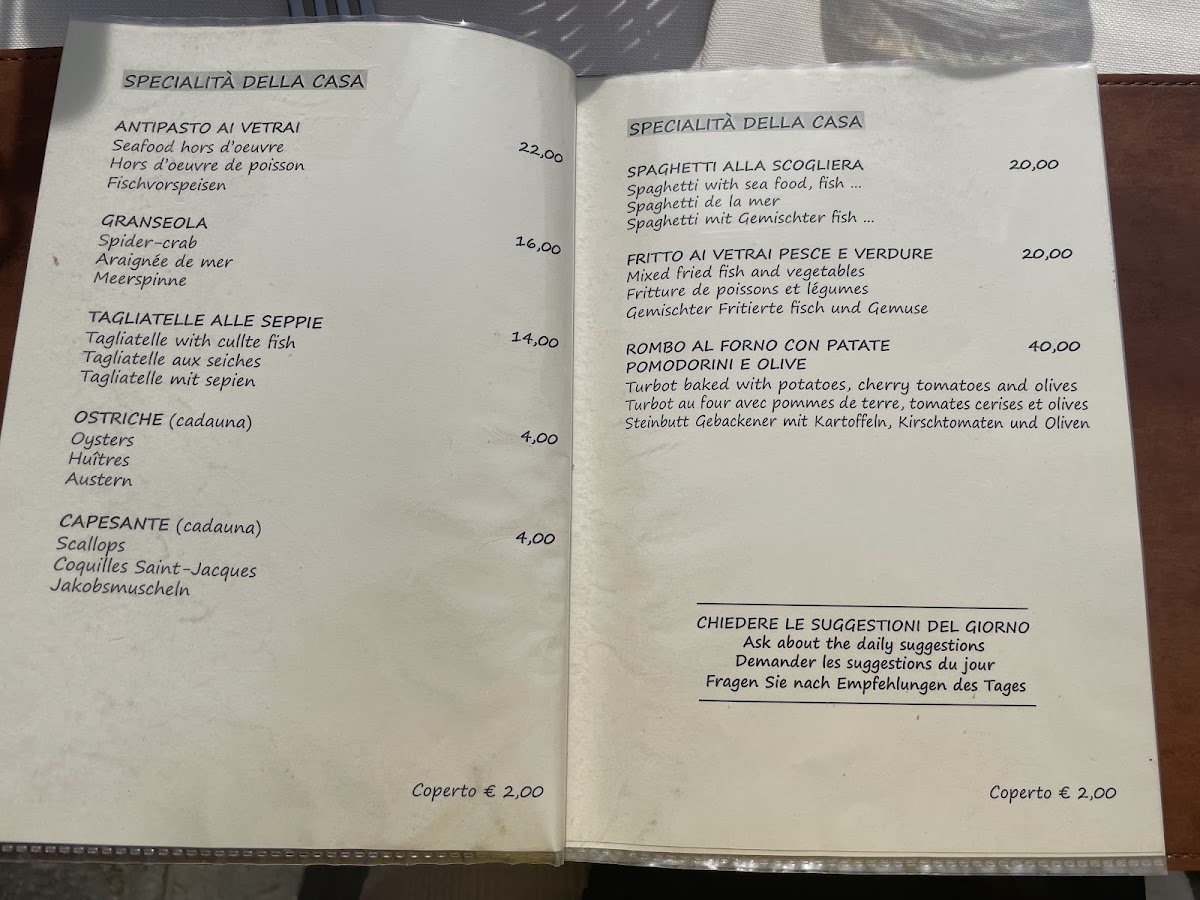 SPECIALITÀ DELLA CASA
ANTIPASTO AI VETRAI
Seafood hors d'oeuvre 22,00
Hors d'oeuvre de poisson
Fischvorspeisen
GRANSEOLA
Spider-crab 16,00
Araignée de mer
Meerspinne
TAGLIATELLE ALLE SEPPIE
Tagliatelle with cullte fish 14,00
Tagliatelle aux seiches
Tagliatelle mit sepien
OSTRICHE (cadauna)
Oysters 4,00
Huîtres
Austern
CAPESANTE (cadauna)
Scallops 4,00
Coquilles Saint-Jacques
Jakobsmuscheln
Coperto € 2,00
SPECIALITÀ DELLA CASA
SPAGHETTI ALLA SCOGLIERA 20,00
Spaghetti with sea food, fish ...
Spaghetti de la mer
Spaghetti mit Gemischter fish ...
FRITTO AI VETRAI PESCE E VERDURE 20,00
Mixed fried fish and vegetables
Fritture de poissons et légumes
Gemischter Fritierte fisch und Gemuse
ROMBO AL FORNO CON PATATE 40,00
POMODORINI E OLIVE
Turbot baked with potatoes, cherry tomatoes and olives
Turbot au four avec pommes de terre, tomates cerises et olives
Steinbutt Gebackener mit Kartoffeln, Kirschtomaten und Oliven
CHIEDERE LE SUGGESTIONI DEL GIORNO
Ask about the daily suggestions
Demander les suggestions du jour
Fragen Sie nach Empfehlungen des Tages
Coperto € 2,00